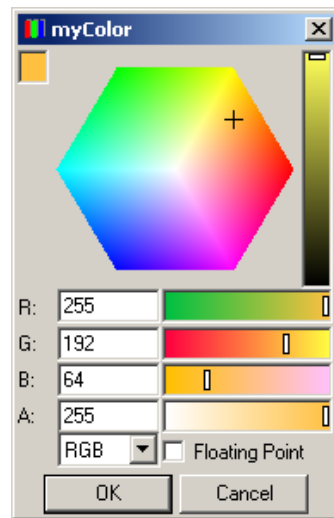 myColor
R: 255
G: 192
B: 64
A: 255
RGB Floating Point
OK Cancel